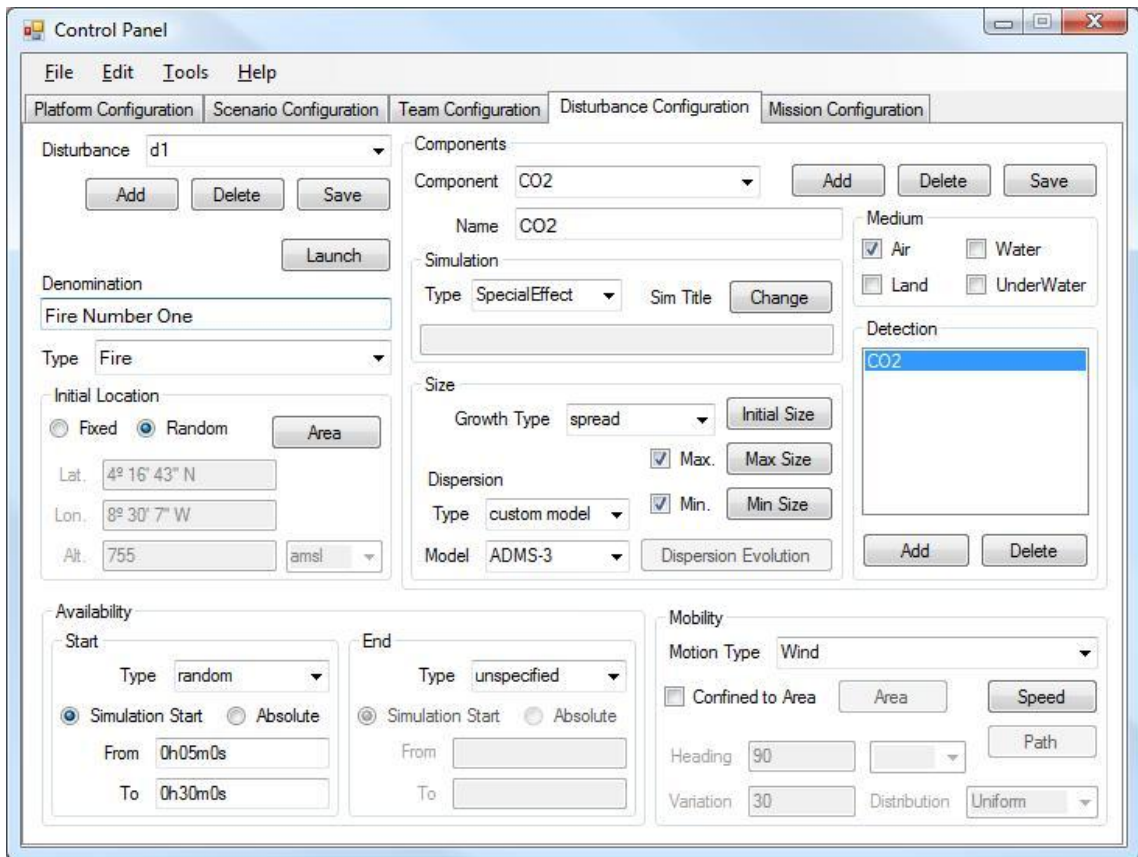 Control Panel
File Edit Tools Help
Platform Configuration Scenario Configuration Team Configuration Disturbance Configuration Mission Configuration
Disturbance d1
Add Delete Save
Launch
Denomination
Fire Number One
Type Fire
Initial Location
Fixed Random Area
Lat. 4º 16' 43" N
Lon. 8º 30' 7" W
Alt. 755 amsl
Components
Component CO2 Add Delete Save
Name CO2
Simulation
Type SpecialEffect Sim Title Change
Size
Growth Type spread Initial Size
Max. Max Size
Dispersion
Min. Min Size
Type custom model
Model ADMS-3 Dispersion Evolution
Medium
Air Water
Land UnderWater
Detection
CO2
Add Delete
Availability
Start
Type random
Simulation Start Absolute
From 0h05m0s
To 0h30m0s
End
Type unspecified
Simulation Start Absolute
From
To
Mobility
Motion Type Wind
Confined to Area Area Speed
Path
Heading 90
Variation 30 Distribution Uniform